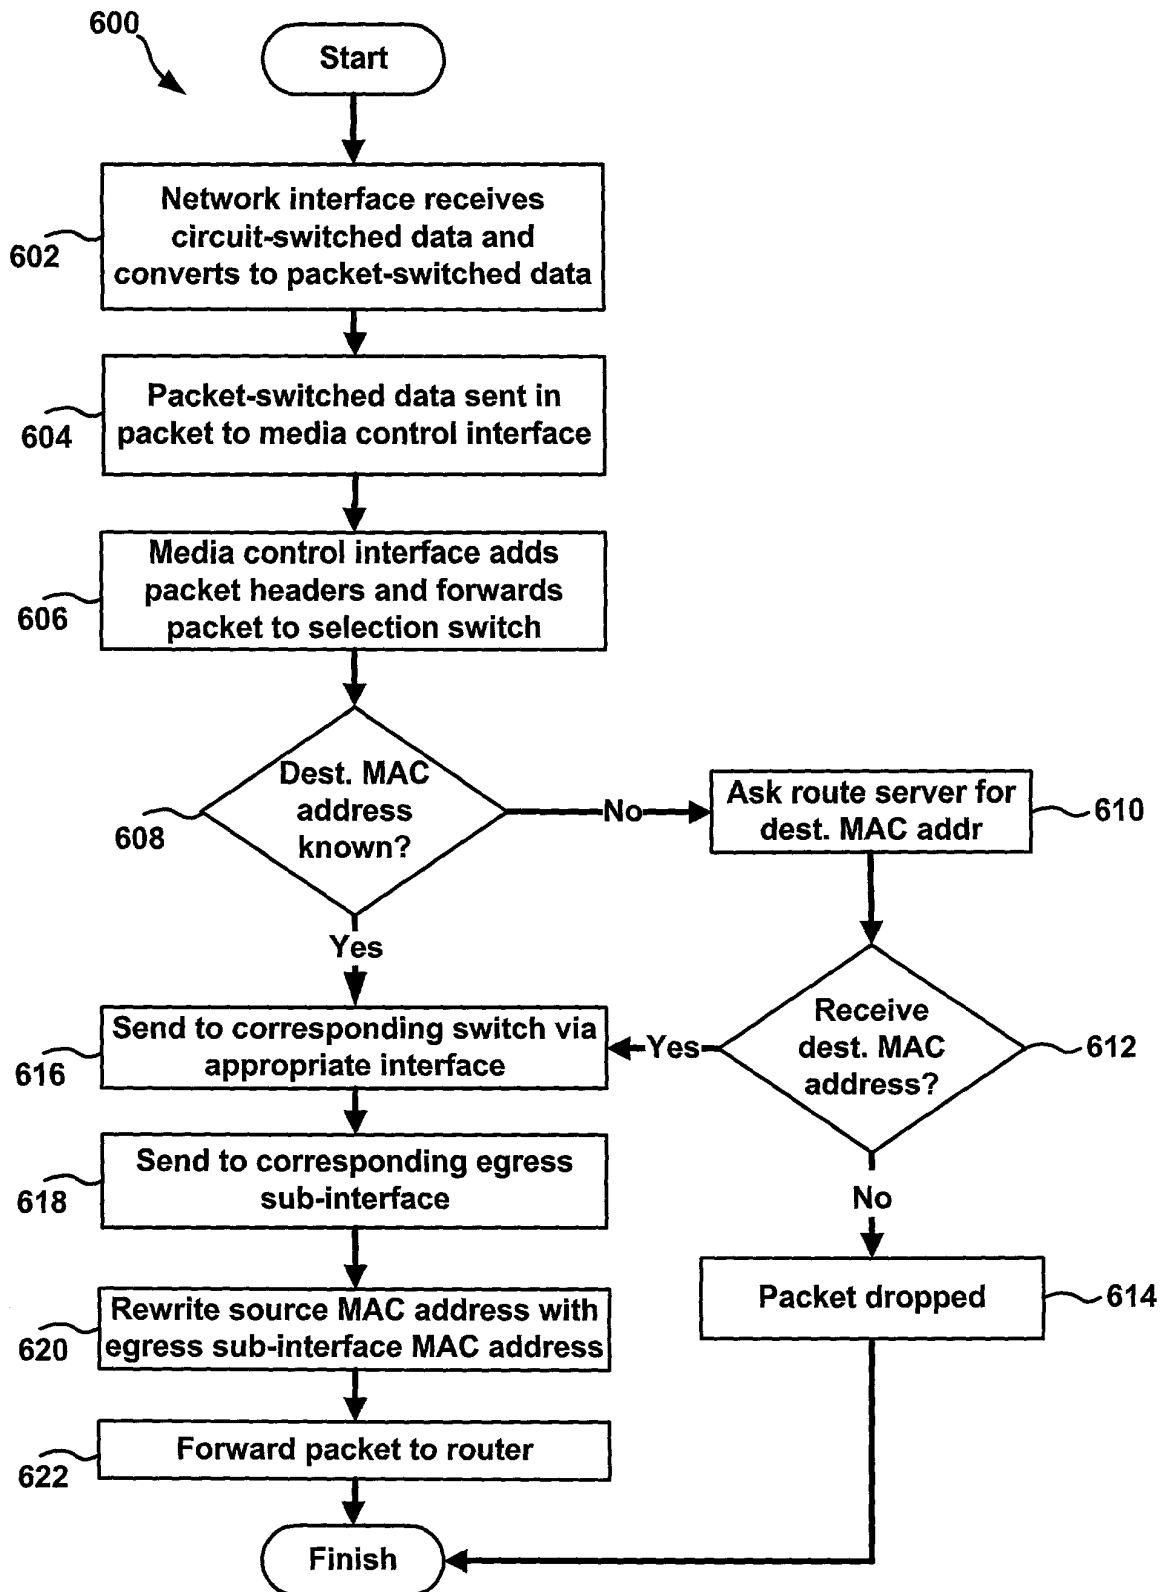 600
Start
Network interface receives
circuit-switched data and
converts to packet-switched data
602
Packet-switched data sent in
packet to media control interface
604
Media control interface adds
packet headers and forwards
packet to selection switch
606
Dest. MAC
address
known?
608
No
Ask route server for
dest. MAC addr
610
Yes
Receive
dest. MAC
address?
612
Yes
Send to corresponding switch via
appropriate interface
616
Send to corresponding egress
sub-interface
618
No
Packet dropped
614
Rewrite source MAC address with
egress sub-interface MAC address
620
Forward packet to router
622
Finish